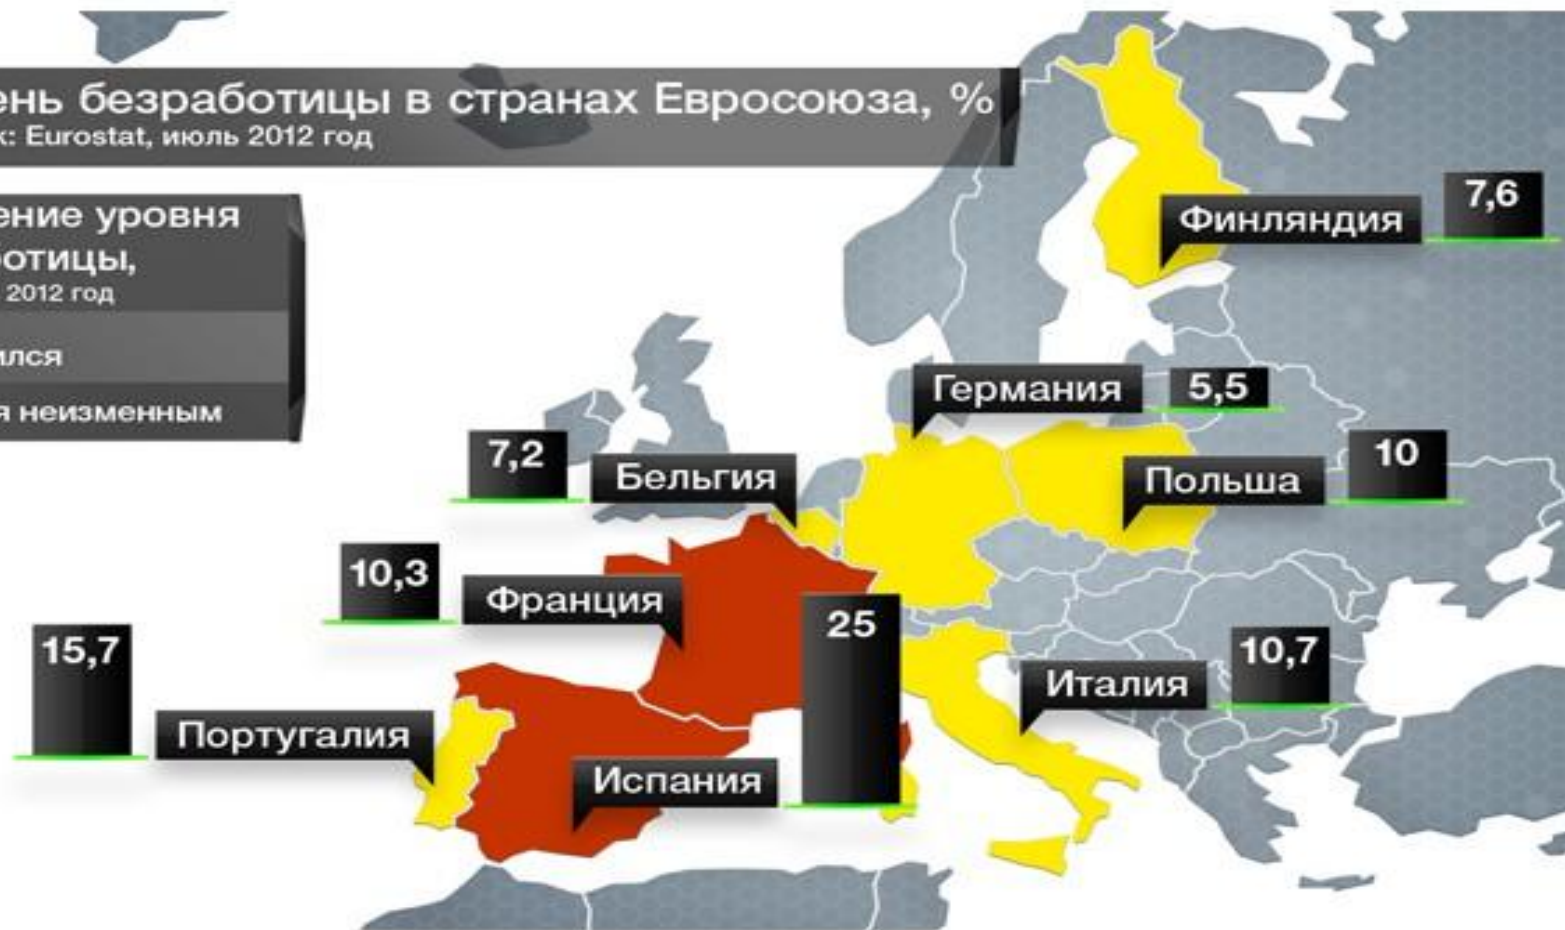 ень безработицы в странах Евросоюза, %
к: Eurostat, июль 2012 год
ение уровня
ботицы,
2012 год
ился
я неизменным
Финляндия 7,6
Германия 5,5
7,2 Бельгия
Польша 10
10,3 Франция
25
15,7
Португалия
Италия 10,7
Испания